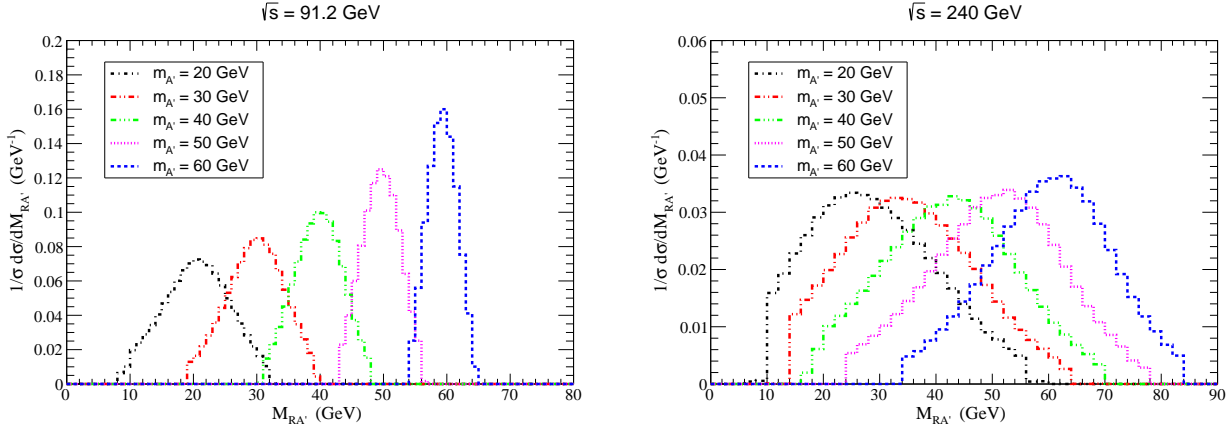 √s = 91.2 GeV
1/σ dσ/dM_RA' (GeV⁻¹)
0.2
0.18
0.16
0.14
0.12
0.1
0.08
0.06
0.04
0.02
0
m_A' = 20 GeV
m_A' = 30 GeV
m_A' = 40 GeV
m_A' = 50 GeV
m_A' = 60 GeV
0 10 20 30 40 50 60 70 80
M_RA' (GeV)
√s = 240 GeV
1/σ dσ/dM_RA' (GeV⁻¹)
0.06
0.05
0.04
0.03
0.02
0.01
0
m_A' = 20 GeV
m_A' = 30 GeV
m_A' = 40 GeV
m_A' = 50 GeV
m_A' = 60 GeV
0 10 20 30 40 50 60 70 80 90
M_RA' (GeV)